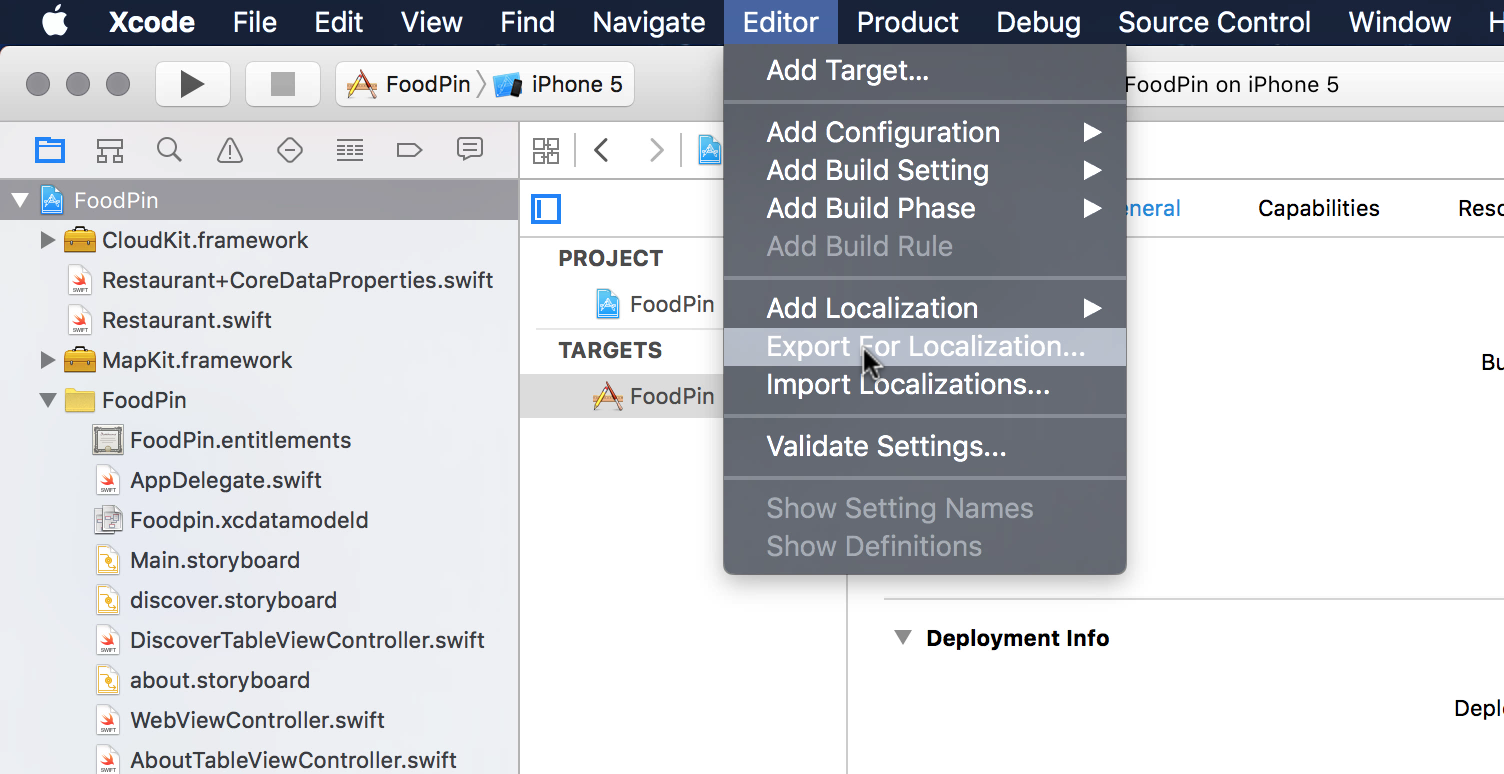 Xcode File Edit View Find Navigate Editor Product Debug Source Control Window
FoodPin iPhone 5
FoodPin on iPhone 5
FoodPin
CloudKit.framework
Restaurant+CoreDataProperties.swift
Restaurant.swift
MapKit.framework
FoodPin
FoodPin.entitlements
AppDelegate.swift
Foodpin.xcdatamodeld
Main.storyboard
discover.storyboard
DiscoverTableViewController.swift
about.storyboard
WebViewController.swift
AboutTableViewController.swift
PROJECT
FoodPin
TARGETS
FoodPin
Add Target...
Add Configuration
Add Build Setting
Add Build Phase
Add Build Rule
Add Localization
Export For Localization...
Import Localizations...
Validate Settings...
Show Setting Names
Show Definitions
eneral Capabilities
Deployment Info